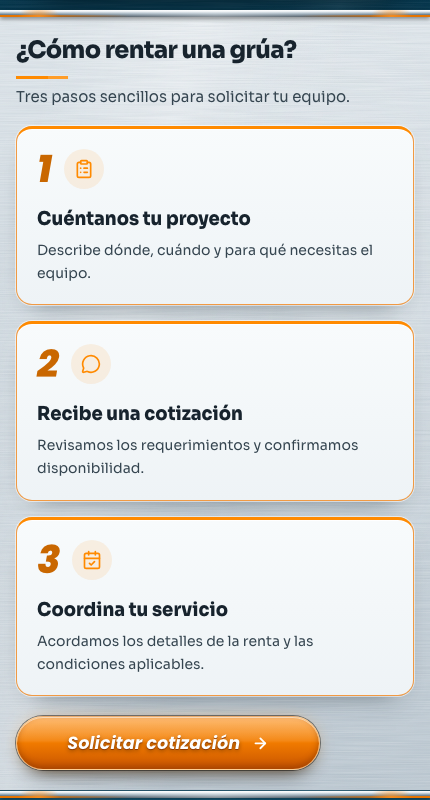 ¿Cómo rentar una grúa?
Tres pasos sencillos para solicitar tu equipo.
1
Cuéntanos tu proyecto
Describe dónde, cuándo y para qué necesitas el
equipo.
2
Recibe una cotización
Revisamos los requerimientos y confirmamos
disponibilidad.
3
Coordina tu servicio
Acordamos los detalles de la renta y las
condiciones aplicables.
Solicitar cotización